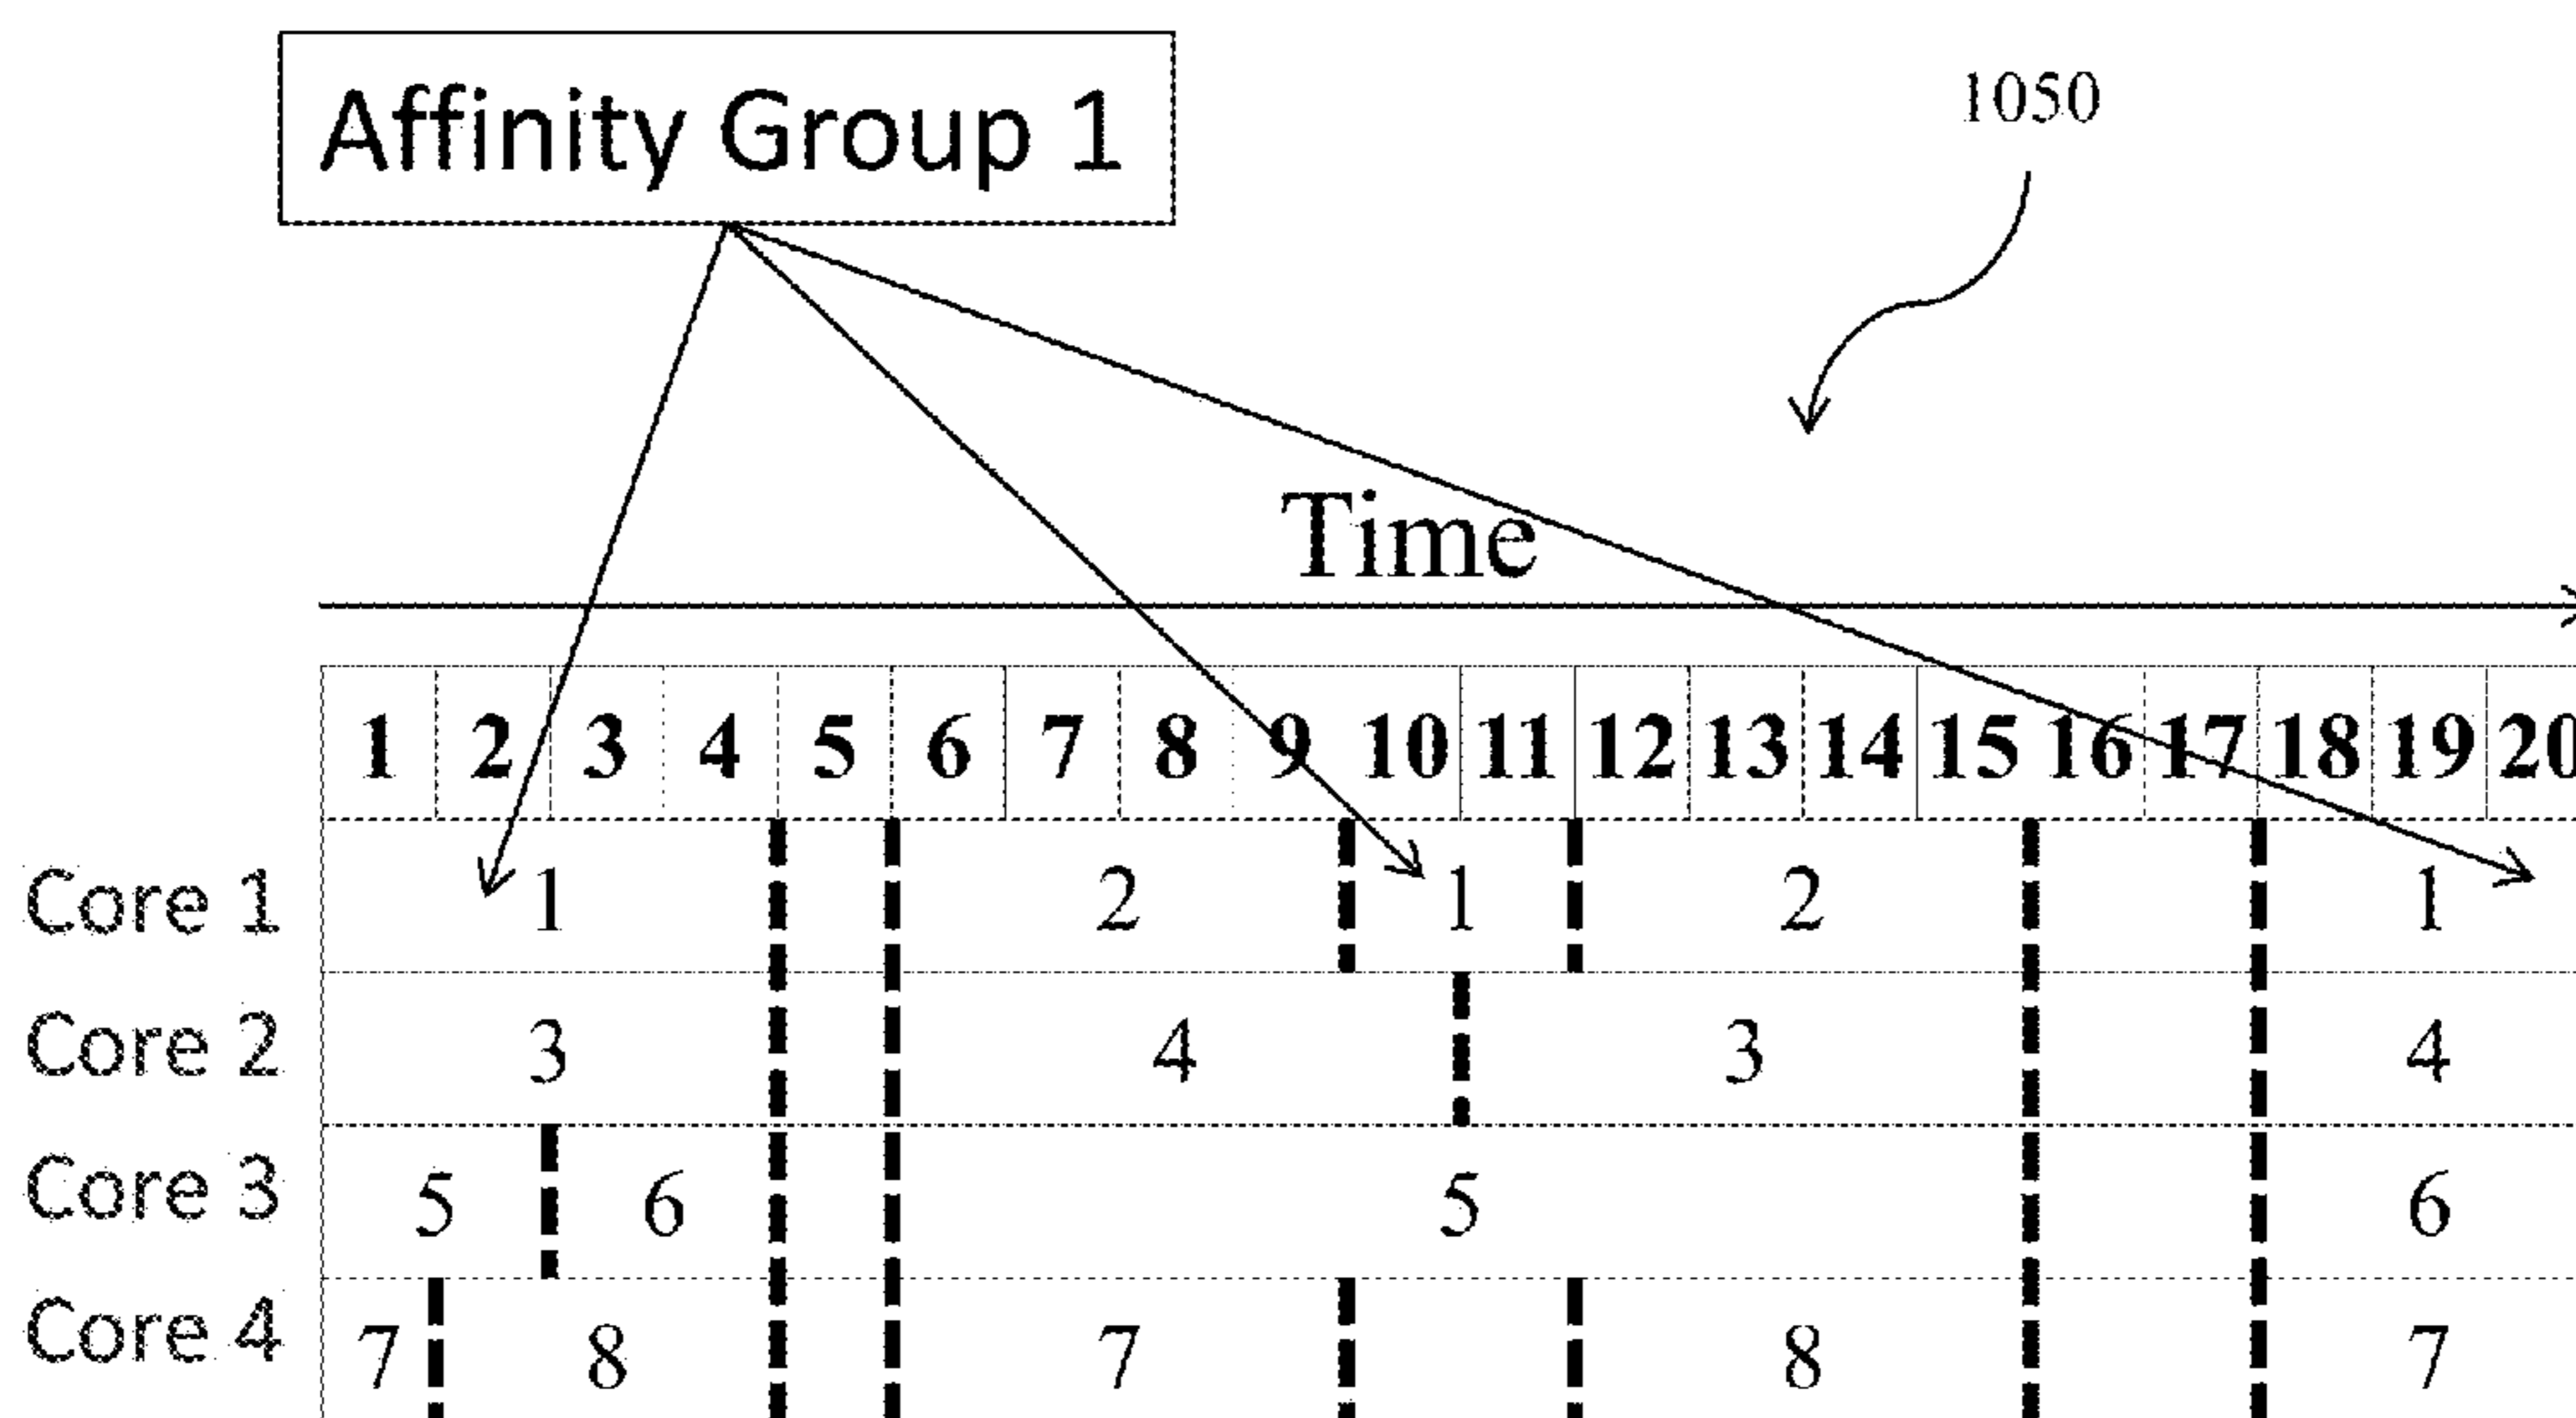 Affinity Group 1
1050
Time
1 2 3 4 5 6 7 8 9 10 11 12 13 14 15 16 17 18 19 20
Core 1 1 2 1 2 1
Core 2 3 4 3 4
Core 3 5 6 5 6
Core 4 7 8 7 8 7